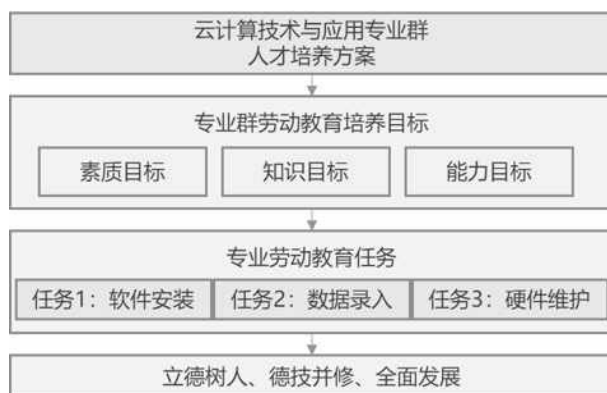 云计算技术与应用专业群
人才培养方案
专业群劳动教育培养目标
素质目标
知识目标
能力目标
专业劳动教育任务
任务1：软件安装
任务2：数据录入
任务3：硬件维护
立德树人、德技并修、全面发展